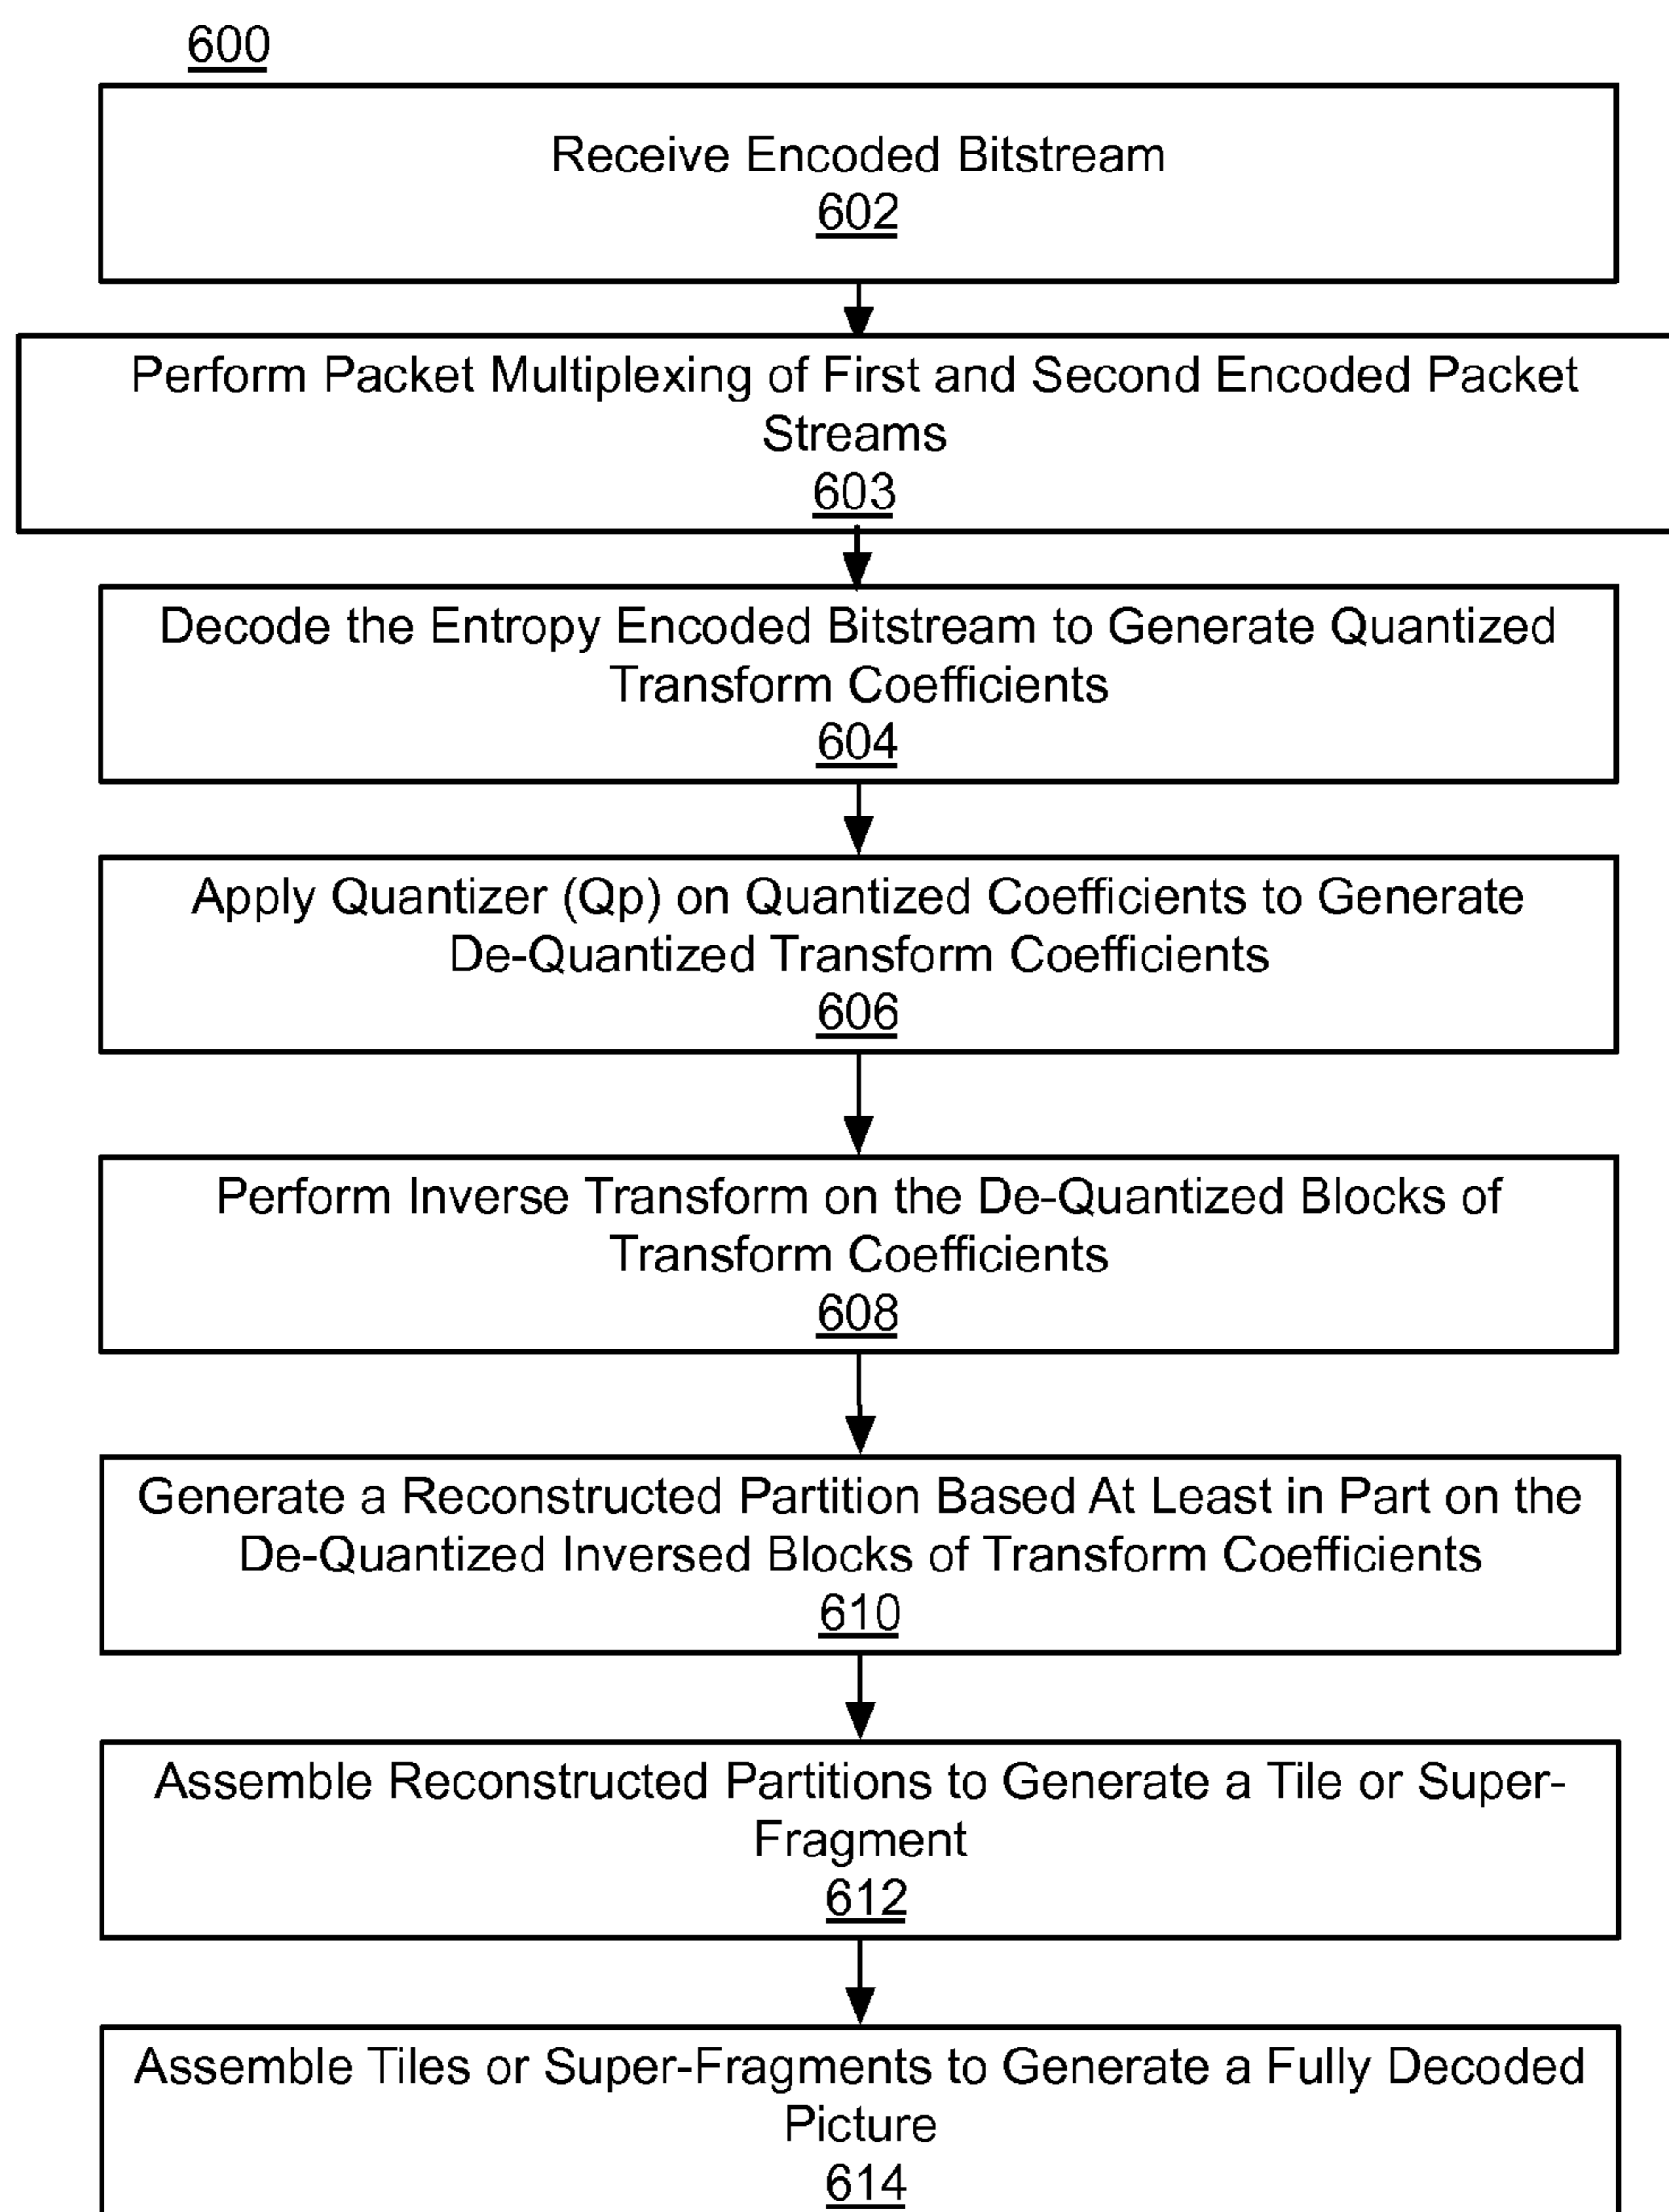 600
Receive Encoded Bitstream
602
Perform Packet Multiplexing of First and Second Encoded Packet
Streams
603
Decode the Entropy Encoded Bitstream to Generate Quantized
Transform Coefficients
604
Apply Quantizer (Qp) on Quantized Coefficients to Generate
De-Quantized Transform Coefficients
606
Perform Inverse Transform on the De-Quantized Blocks of
Transform Coefficients
608
Generate a Reconstructed Partition Based At Least in Part on the
De-Quantized Inversed Blocks of Transform Coefficients
610
Assemble Reconstructed Partitions to Generate a Tile or Super-
Fragment
612
Assemble Tiles or Super-Fragments to Generate a Fully Decoded
Picture
614